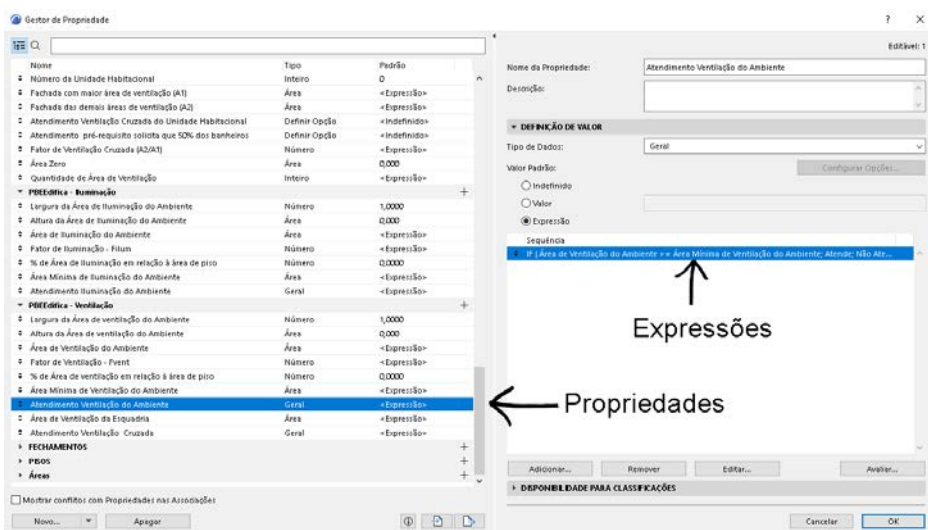 Gestor de Propriedade
? ×
Editável: 1
Nome Tipo Padrão
Número da Unidade Habitacional Inteiro 0
Fachada com maior área de ventilação (A1) Área <Expressão>
Fachada das demais áreas de ventilação (A2) Área <Expressão>
Atendimento Ventilação Cruzada do Unidade Habitacional Definir Opção <Indefinido>
Atendimento pré-requisito solicita que 50% dos banheiros Definir Opção <Indefinido>
Fator de Ventilação Cruzada (A2/A1) Número <Expressão>
Área Zero Área 0,000
Quantidade de Área de Ventilação Inteiro <Expressão>
PBEEdifica - Iluminação +
Largura da Área de Iluminação do Ambiente Número 1,0000
Altura da Área de Iluminação do Ambiente Área 0,000
Área de Iluminação do Ambiente Área <Expressão>
Fator de Iluminação - Filum Número <Expressão>
% de Área de Iluminação em relação à área de piso Número 0,0000
Área Mínima de Iluminação do Ambiente Área <Expressão>
Atendimento Iluminação do Ambiente Geral <Expressão>
PBEEdifica - Ventilação +
Largura da Área de ventilação do Ambiente Número 1,0000
Altura da Área de ventilação do Ambiente Área 0,000
Área de Ventilação do Ambiente Área <Expressão>
Fator de Ventilação - Fvent Número <Expressão>
% de Área de ventilação em relação à área de piso Número 0,0000
Área Mínima de Ventilação do Ambiente Área <Expressão>
Atendimento Ventilação do Ambiente Geral <Expressão>
Área de Ventilação da Esquadria Área <Expressão>
Atendimento Ventilação Cruzada Geral <Expressão>
FECHAMENTOS +
PISOS +
Áreas +
Mostrar conflitos com Propriedades nas Associações
Novo... Apagar
Nome da Propriedade: Atendimento Ventilação do Ambiente
Descrição:
DEFINIÇÃO DE VALOR
Tipo de Dados: Geral
Valor Padrão: Configurar Opções...
Indefinido
Valor
Expressão
Sequência
IF ( Área de Ventilação do Ambiente >= Área Mínima de Ventilação do Ambiente; Atende; Não Ate...
Expressões
Propriedades
Adicionar... Remover Editar... Avaliar...
DISPONIBILIDADE PARA CLASSIFICAÇÕES
Cancelar OK